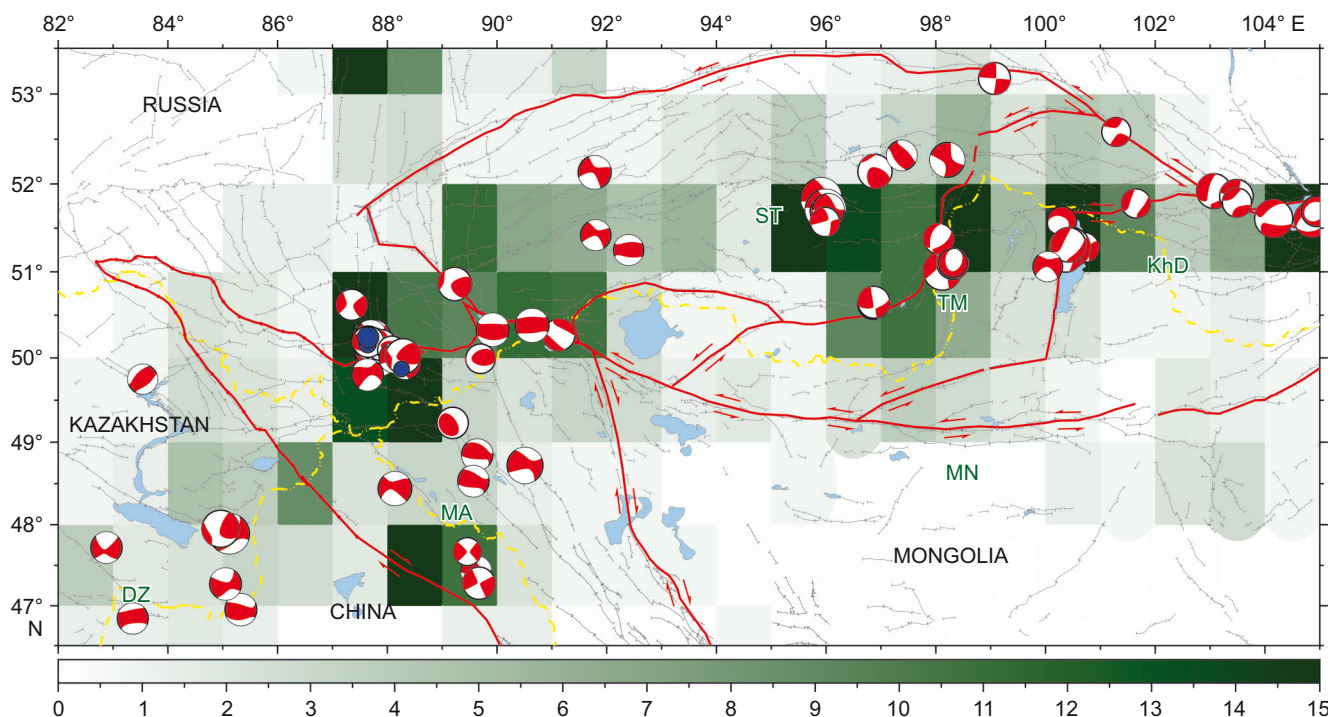 82° 84° 86° 88° 90° 92° 94° 96° 98° 100° 102° 104° E
53°
RUSSIA
52°
ST
51°
KhD
TM
50°
49°
KAZAKHSTAN
MN
48°
MA
MONGOLIA
DZ
47°
CHINA
N
0 1 2 3 4 5 6 7 8 9 10 11 12 13 14 15